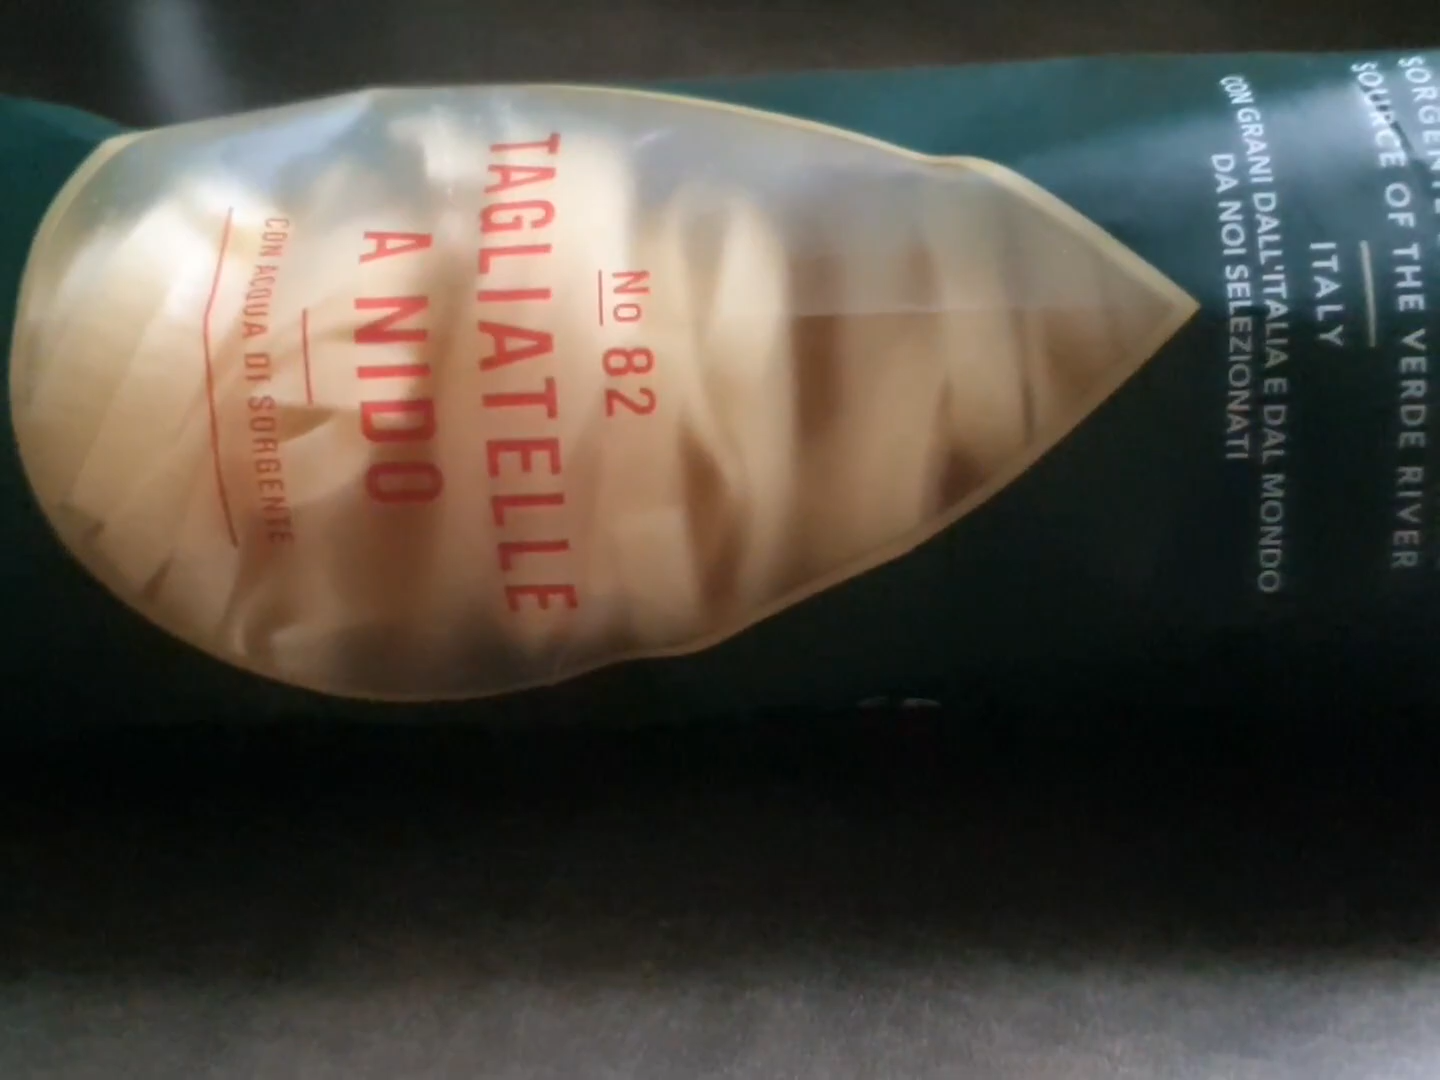 SOURCE OF THE VERDE RIVER
ITALY
CON GRANI DALL'ITALIA E DAL MONDO
DA NOI SELEZIONATI
No 82
TAGLIATELLE
A NIDO
CON ACQUA DI SORGENTE